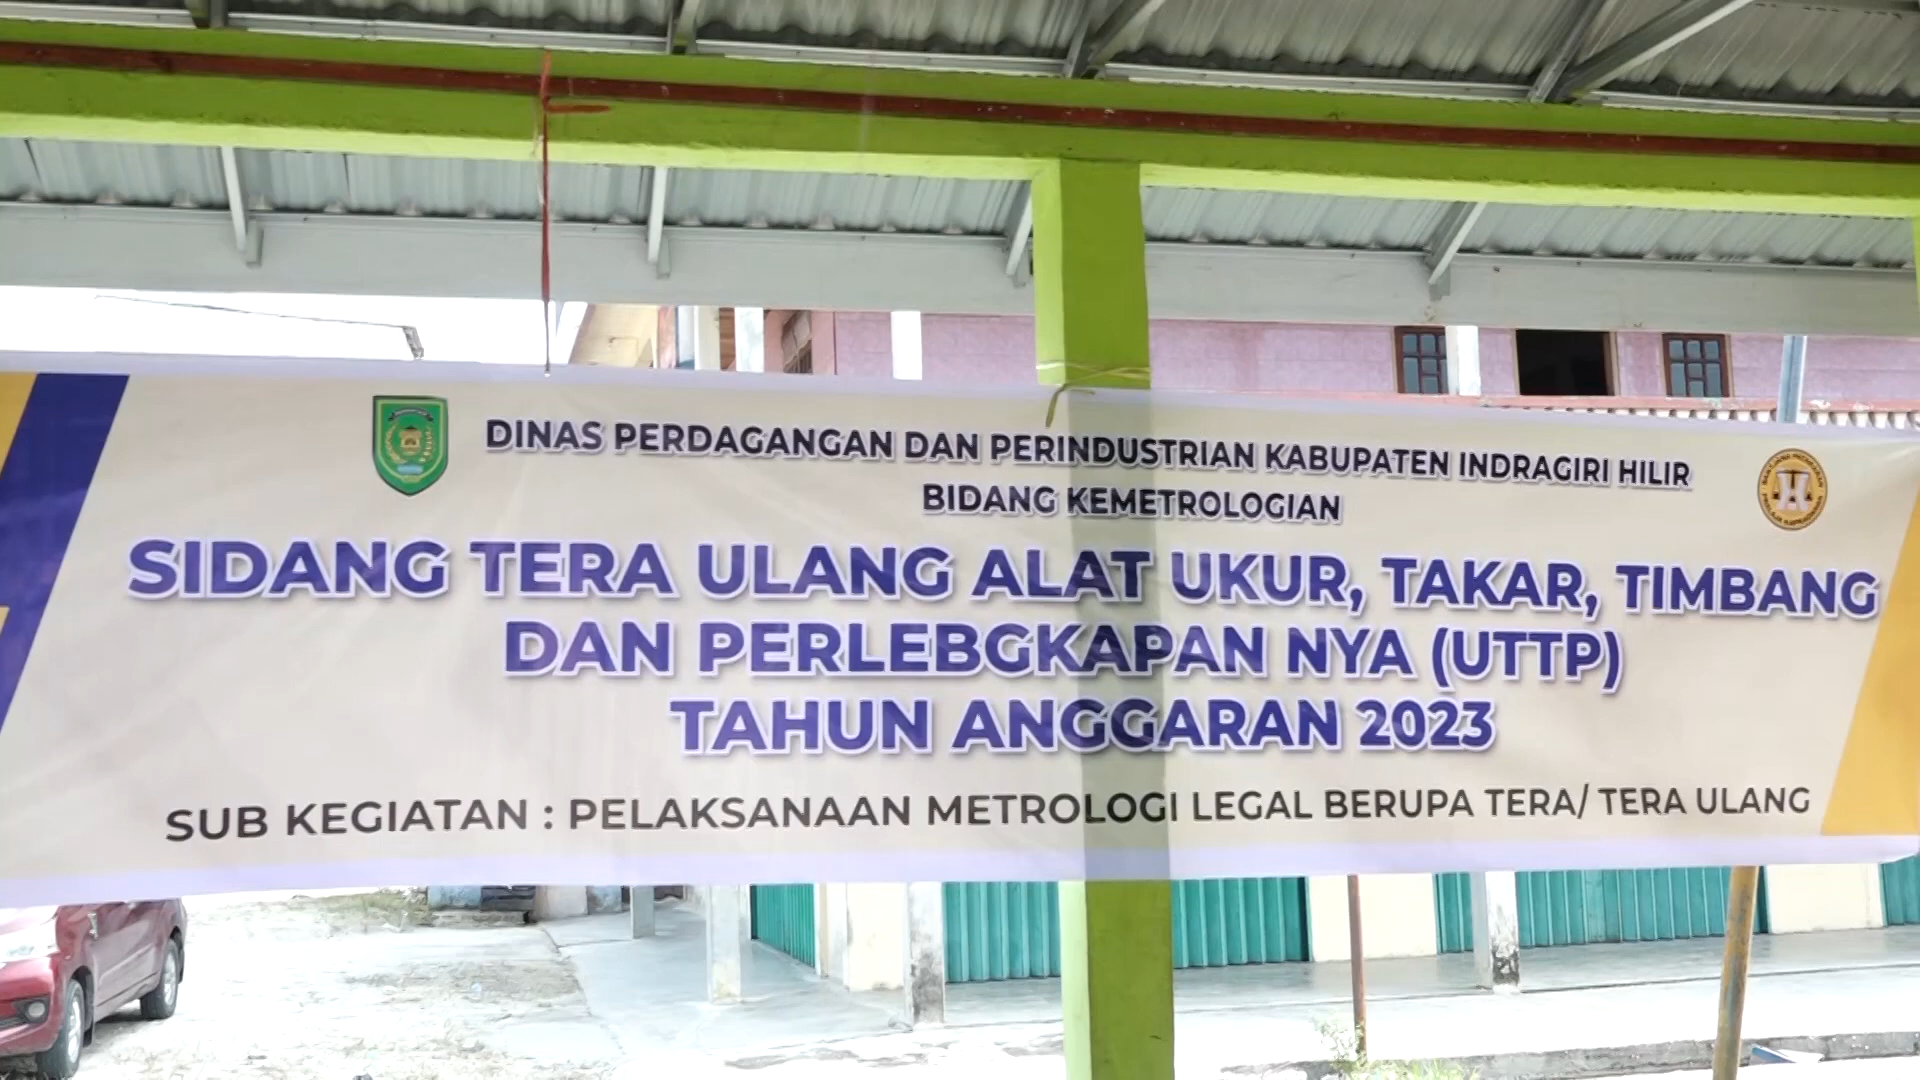 DINAS PERDAGANGAN DAN PERINDUSTRIAN KABUPATEN INDRAGIRI HILIR
BIDANG KEMETROLOGIAN
SIDANG TERA ULANG ALAT UKUR, TAKAR, TIMBANG
DAN PERLEBGKAPAN NYA (UTTP)
TAHUN ANGGARAN 2023
SUB KEGIATAN : PELAKSANAAN METROLOGI LEGAL BERUPA TERA/ TERA ULANG